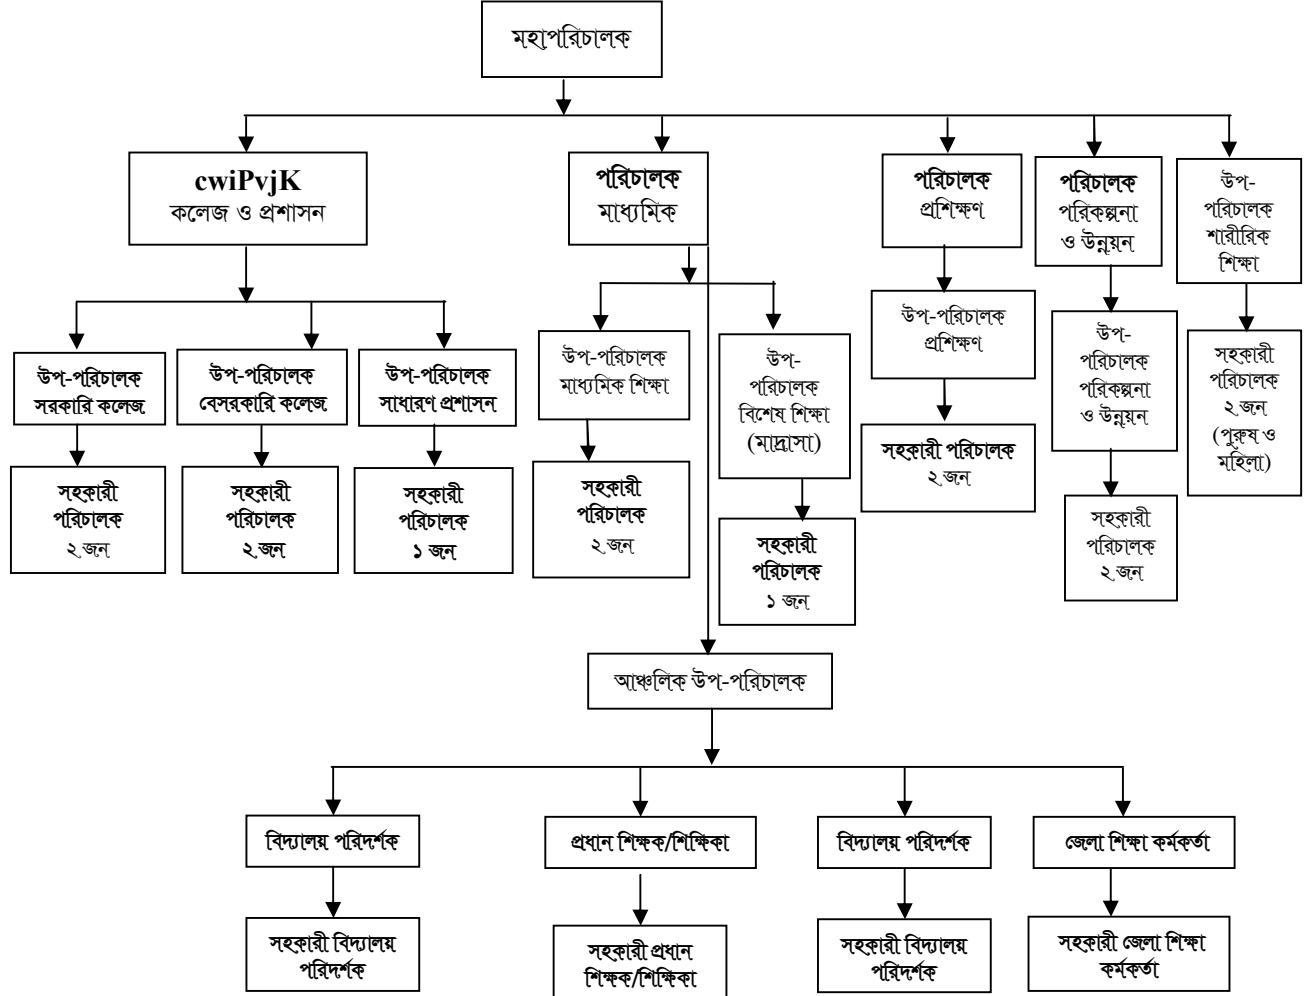 মহাপরিচালক
cwiPvjK
কলেজ ও প্রশাসন
পরিচালক
মাধ্যমিক
পরিচালক
প্রশিক্ষণ
পরিচালক
পরিকল্পনা
ও উন্নয়ন
উপ-
পরিচালক
শারীরিক
শিক্ষা
উপ-পরিচালক
সরকারি কলেজ
উপ-পরিচালক
বেসরকারি কলেজ
উপ-পরিচালক
সাধারণ প্রশাসন
উপ-পরিচালক
মাধ্যমিক শিক্ষা
উপ-
পরিচালক
বিশেষ শিক্ষা
(মাদ্রাসা)
উপ-পরিচালক
প্রশিক্ষণ
উপ-
পরিচালক
পরিকল্পনা
ও উন্নয়ন
সহকারী
পরিচালক
২ জন
(পুরুষ ও
মহিলা)
সহকারী
পরিচালক
২ জন
সহকারী
পরিচালক
২ জন
সহকারী
পরিচালক
১ জন
সহকারী
পরিচালক
২ জন
সহকারী
পরিচালক
১ জন
সহকারী পরিচালক
২ জন
সহকারী
পরিচালক
২ জন
আঞ্চলিক উপ-পরিচালক
বিদ্যালয় পরিদর্শক
প্রধান শিক্ষক/শিক্ষিকা
বিদ্যালয় পরিদর্শক
জেলা শিক্ষা কর্মকর্তা
সহকারী বিদ্যালয়
পরিদর্শক
সহকারী প্রধান
শিক্ষক/শিক্ষিকা
সহকারী বিদ্যালয়
পরিদর্শক
সহকারী জেলা শিক্ষা
কর্মকর্তা